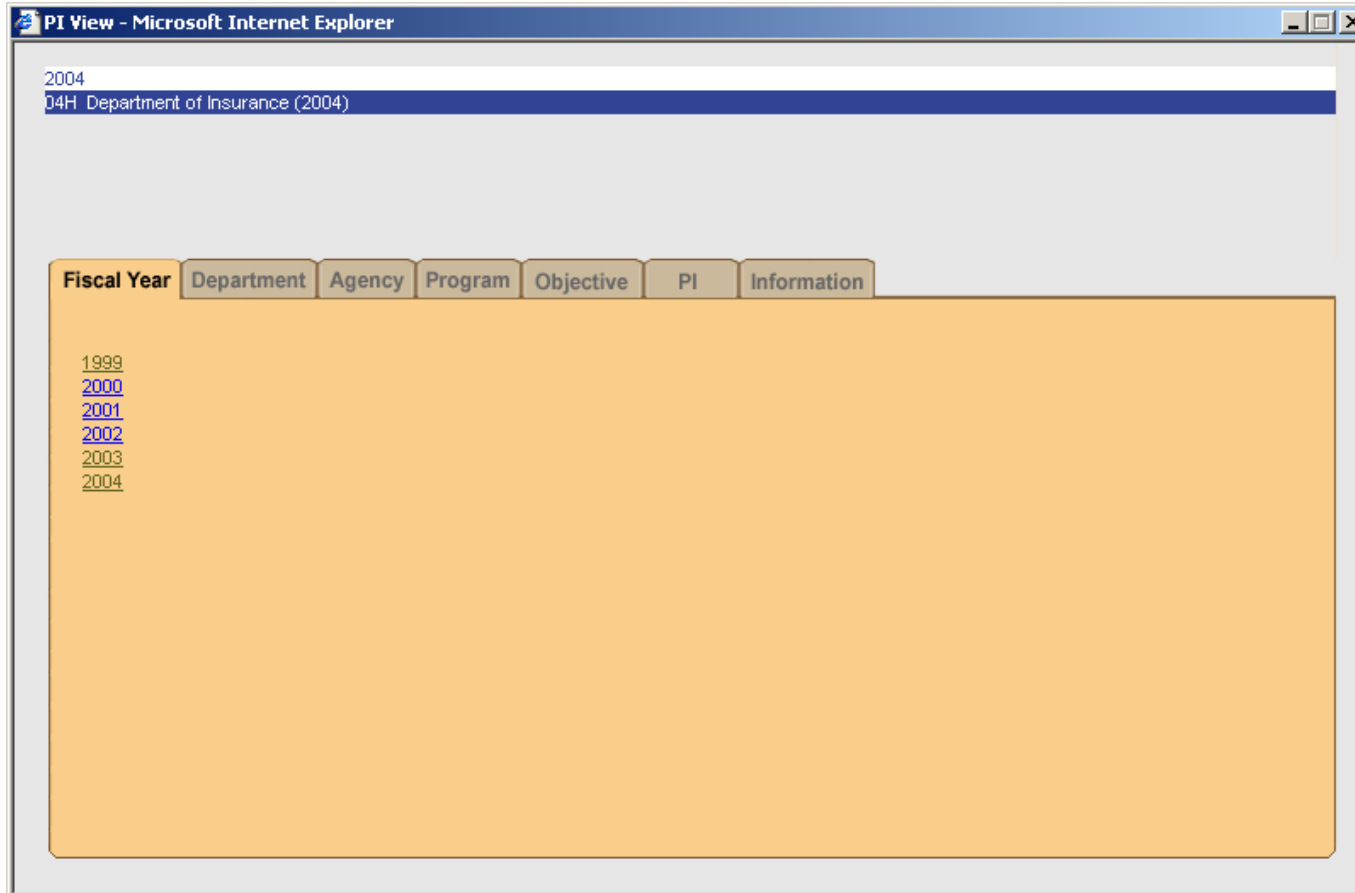 PI View - Microsoft Internet Explorer
2004
04H Department of Insurance (2004)
Fiscal Year Department Agency Program Objective PI Information
1999
2000
2001
2002
2003
2004